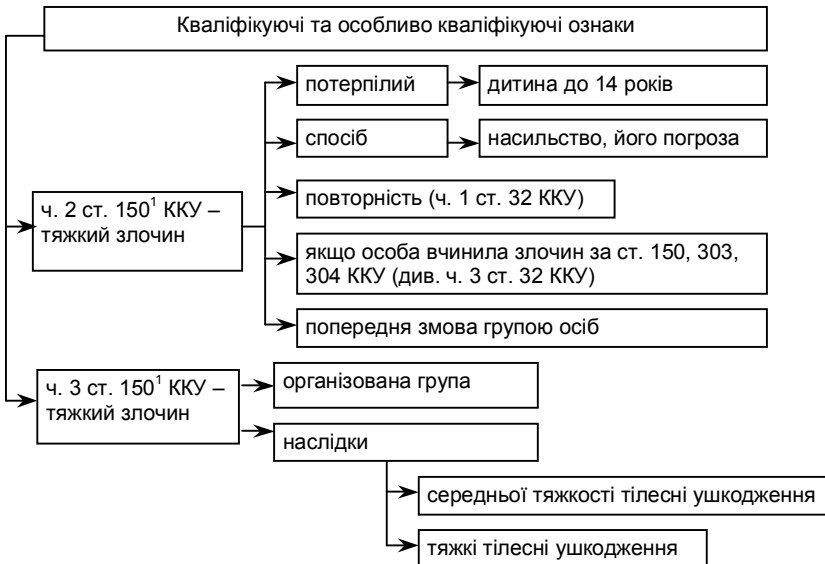 Кваліфікуючі та особливо кваліфікуючі ознаки
потерпілий
дитина до 14 років
спосіб
насильство, його погроза
ч. 2 ст. 150¹ ККУ –
тяжкий злочин
повторність (ч. 1 ст. 32 ККУ)
якщо особа вчинила злочин за ст. 150, 303,
304 ККУ (див. ч. 3 ст. 32 ККУ)
попередня змова групою осіб
ч. 3 ст. 150¹ ККУ –
тяжкий злочин
організована група
наслідки
середньої тяжкості тілесні ушкодження
тяжкі тілесні ушкодження